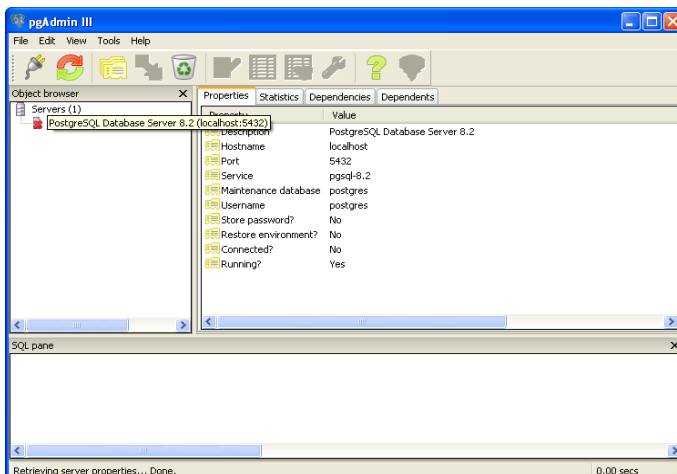 pgAdmin III
File Edit View Tools Help
Object browser
Servers (1)
PostgreSQL Database Server 8.2 (localhost:5432)
Properties Statistics Dependencies Dependents
Property Value
Description PostgreSQL Database Server 8.2
Hostname localhost
Port 5432
Service pgsql-8.2
Maintenance database postgres
Username postgres
Store password? No
Restore environment? No
Connected? No
Running? Yes
SQL pane
Retrieving server properties... Done. 0.00 secs